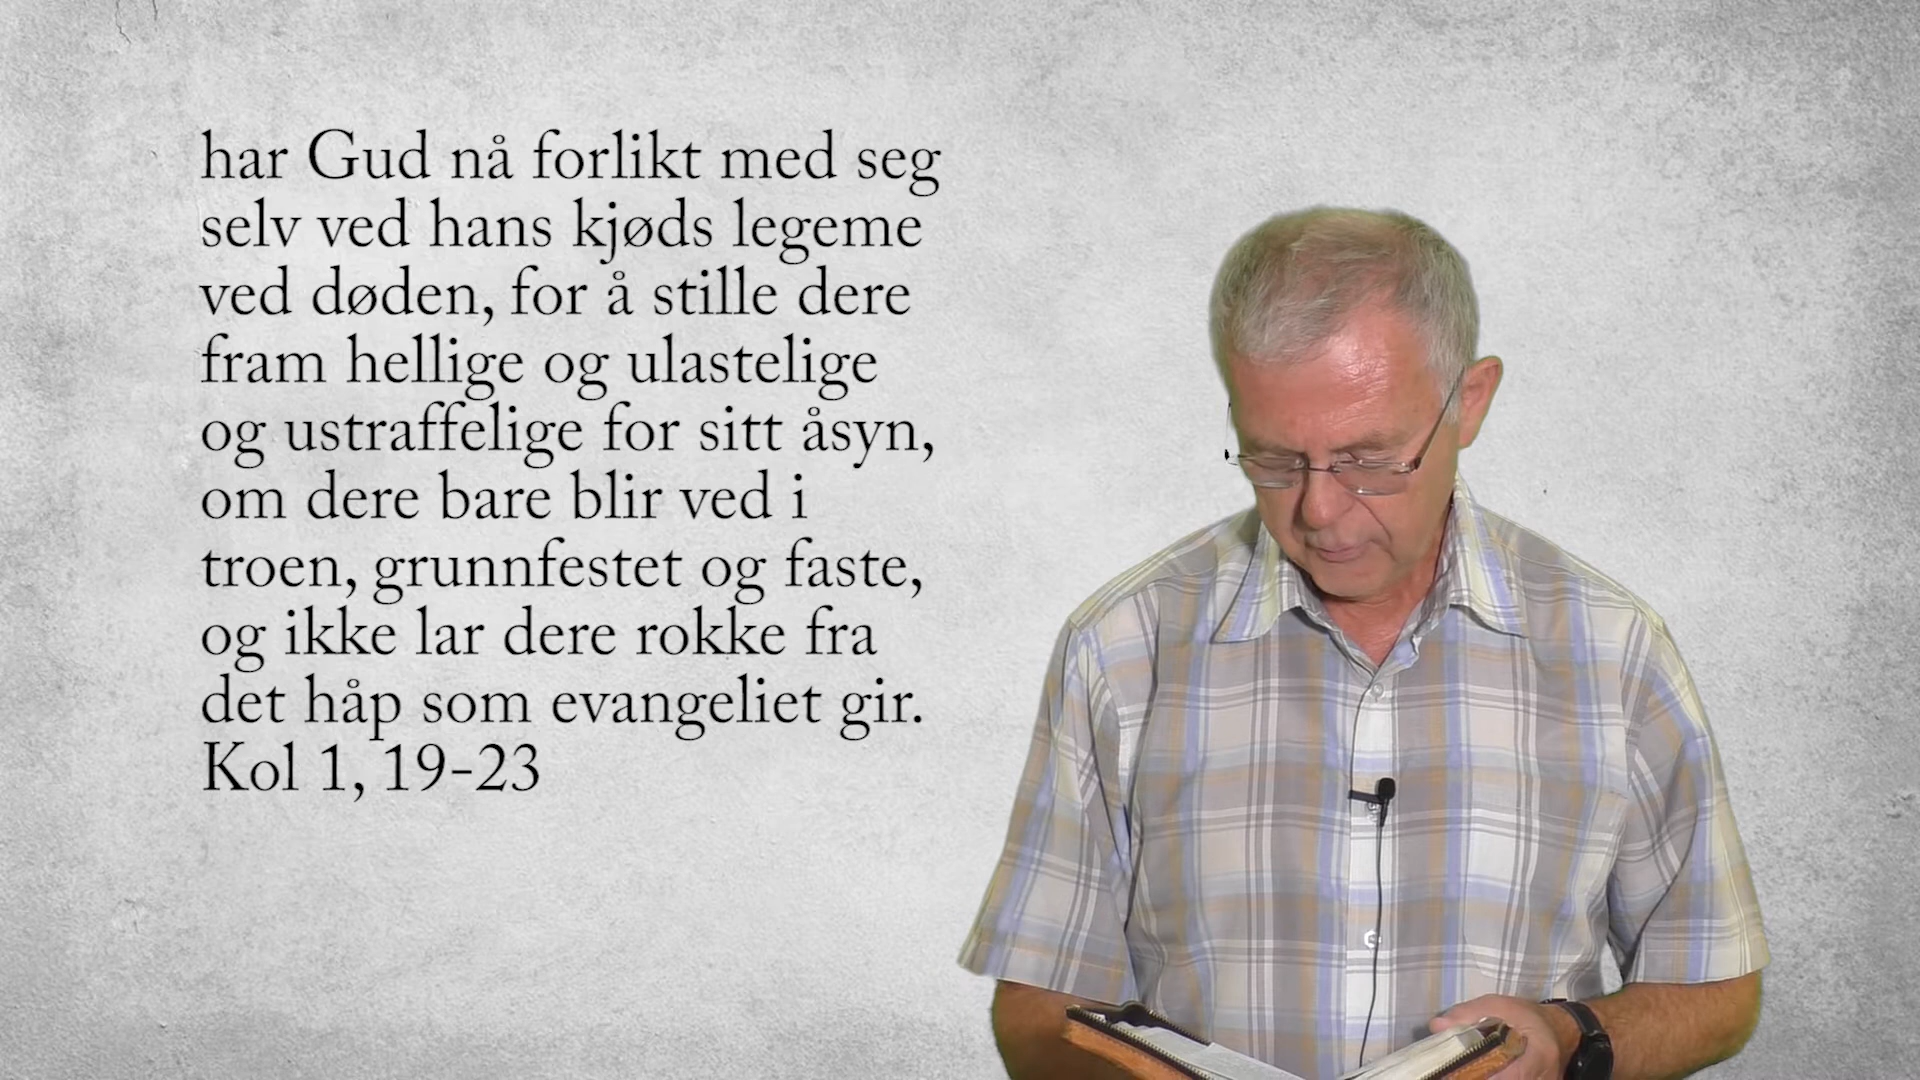 har Gud nå forlikt med seg
selv ved hans kjøds legeme
ved døden, for å stille dere
fram hellige og ulastelige
og ustraffelige for sitt åsyn,
om dere bare blir ved i
troen, grunnfestet og faste,
og ikke lar dere rokke fra
det håp som evangeliet gir.
Kol 1, 19-23